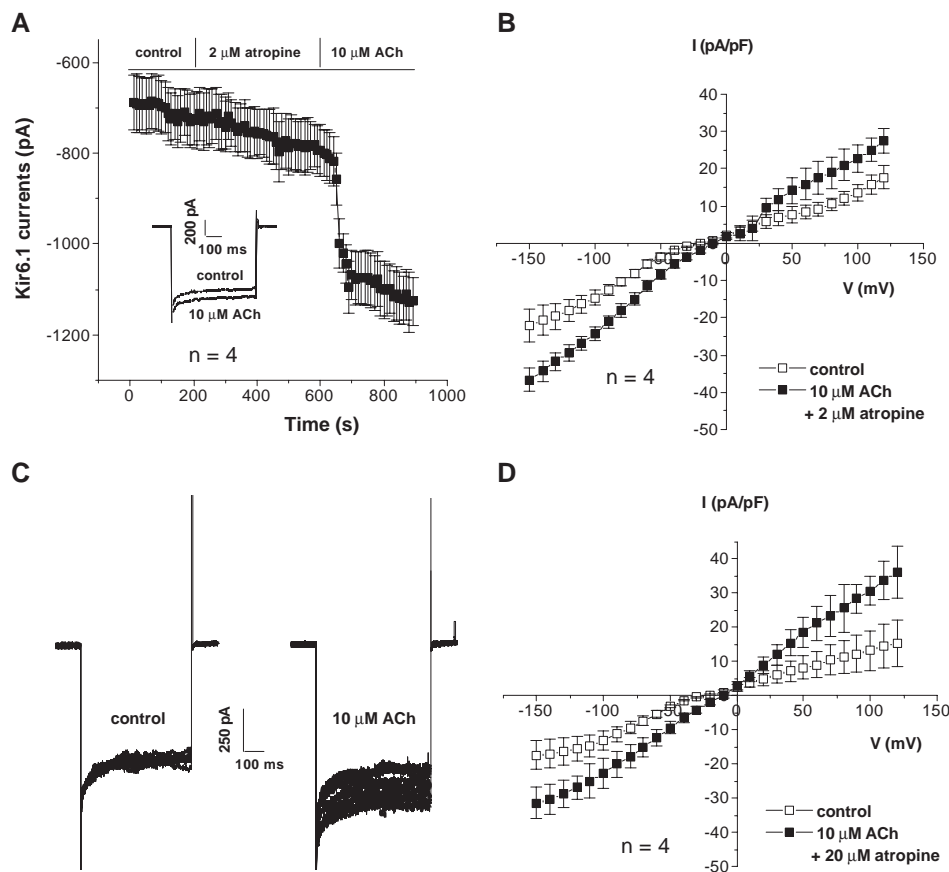 A
control
2 μM atropine
10 μM ACh
-600
-800
-1000
-1200
Kir6.1 currents (pA)
200 pA
100 ms
control
10 μM ACh
n = 4
0
200
400
600
800
1000
Time (s)
B
I (pA/pF)
40
30
20
10
0
-10
-20
-30
-40
-50
-150
-100
-50
0
50
100
150
V (mV)
n = 4
control
10 μM ACh
+ 2 μM atropine
C
control
250 pA
100 ms
10 μM ACh
D
I (pA/pF)
40
30
20
10
0
-10
-20
-30
-40
-50
-150
-100
-50
0
50
100
150
V (mV)
n = 4
control
10 μM ACh
+ 20 μM atropine